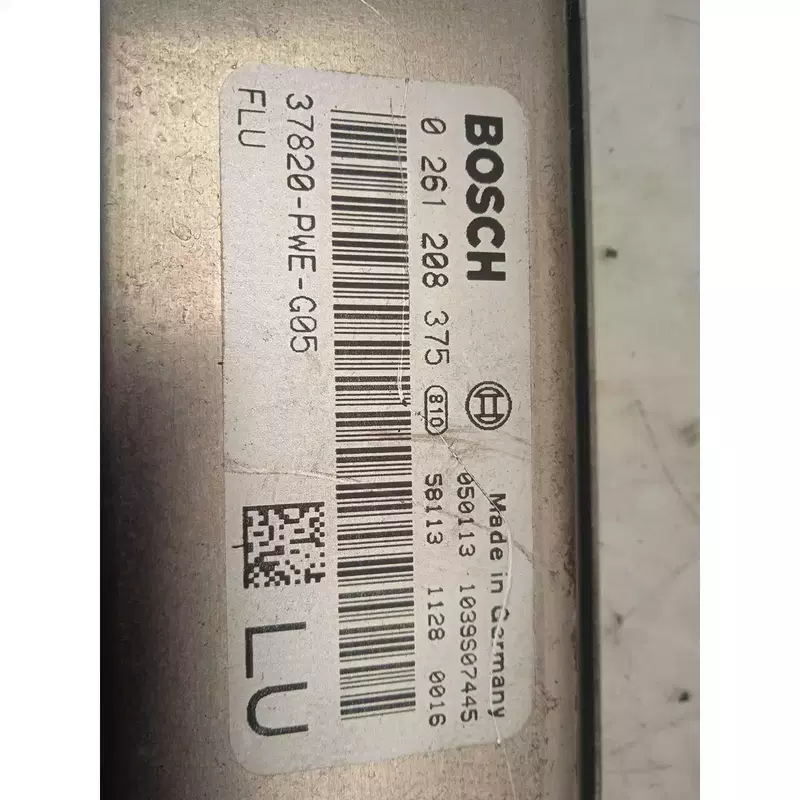 BOSCH
Made in Germany
050113 1039S07445
0 261 208 375 810 58113 1128 0016
37820-PWE-G05
FLU
LU